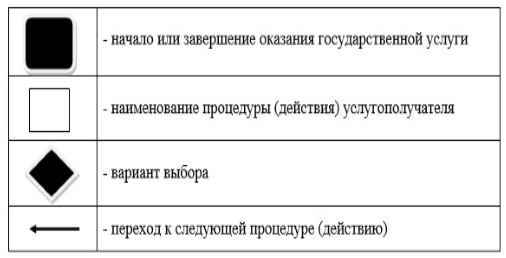 - начало или завершение оказания государственной услуги
- наименование процедуры (действия) услугополучателя
- вариант выбора
- переход к следующей процедуре (действию)